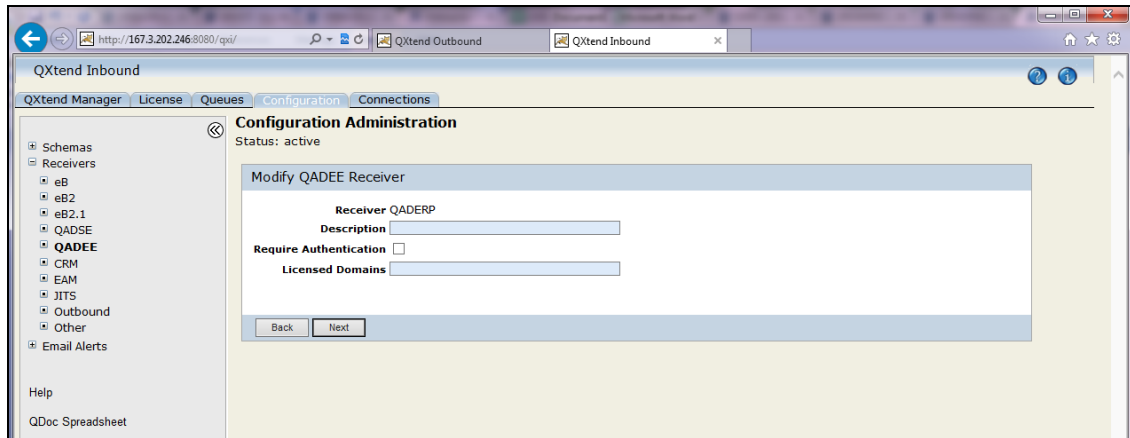 http://167.3.202.246:8080/qxi/
QXtend Outbound
QXtend Inbound
QXtend Inbound
QXtend Manager License Queues Configuration Connections
Configuration Administration
Status: active
Schemas
Receivers
eB
eB2
eB2.1
QADSE
QADEE
CRM
EAM
JITS
Outbound
Other
Email Alerts
Help
QDoc Spreadsheet
Modify QADEE Receiver
Receiver QADERP
Description
Require Authentication
Licensed Domains
Back Next